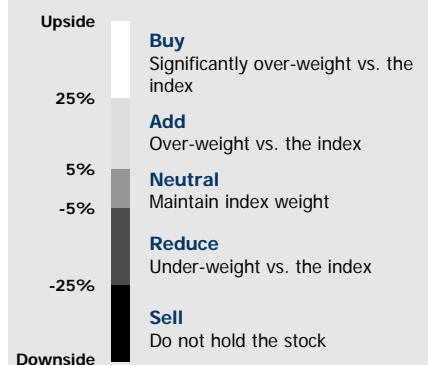 Upside
Buy
Significantly over-weight vs. the
index
25%
Add
Over-weight vs. the index
5%
Neutral
Maintain index weight
-5%
Reduce
Under-weight vs. the index
-25%
Sell
Do not hold the stock
Downside